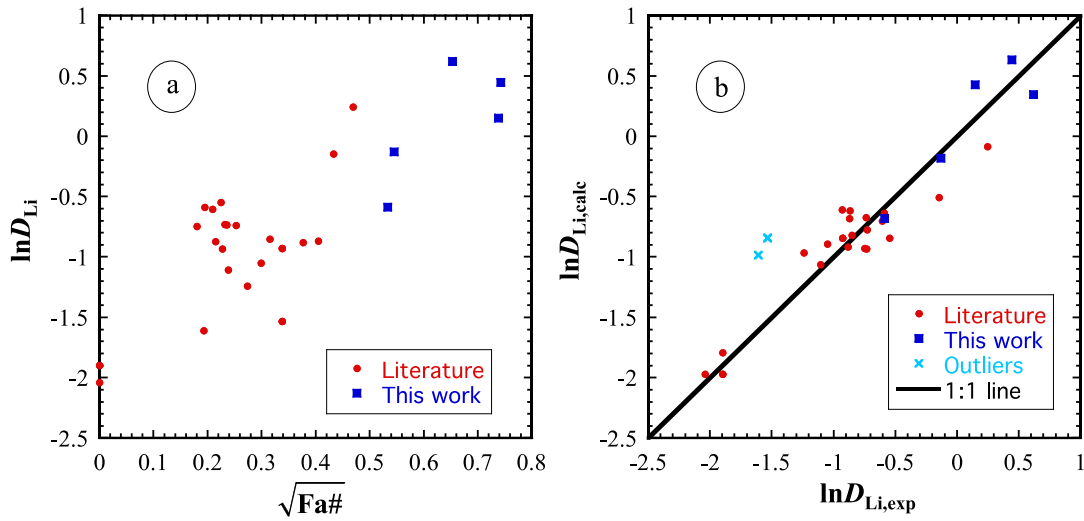 a
1
0.5
0
-0.5
-1
-1.5
-2
-2.5
lnD_Li
0 0.1 0.2 0.3 0.4 0.5 0.6 0.7 0.8
√Fa#
Literature
This work
b
1
0.5
0
-0.5
-1
-1.5
-2
-2.5
lnD_Li,calc
-2.5 -2 -1.5 -1 -0.5 0 0.5 1
lnD_Li,exp
Literature
This work
Outliers
1:1 line